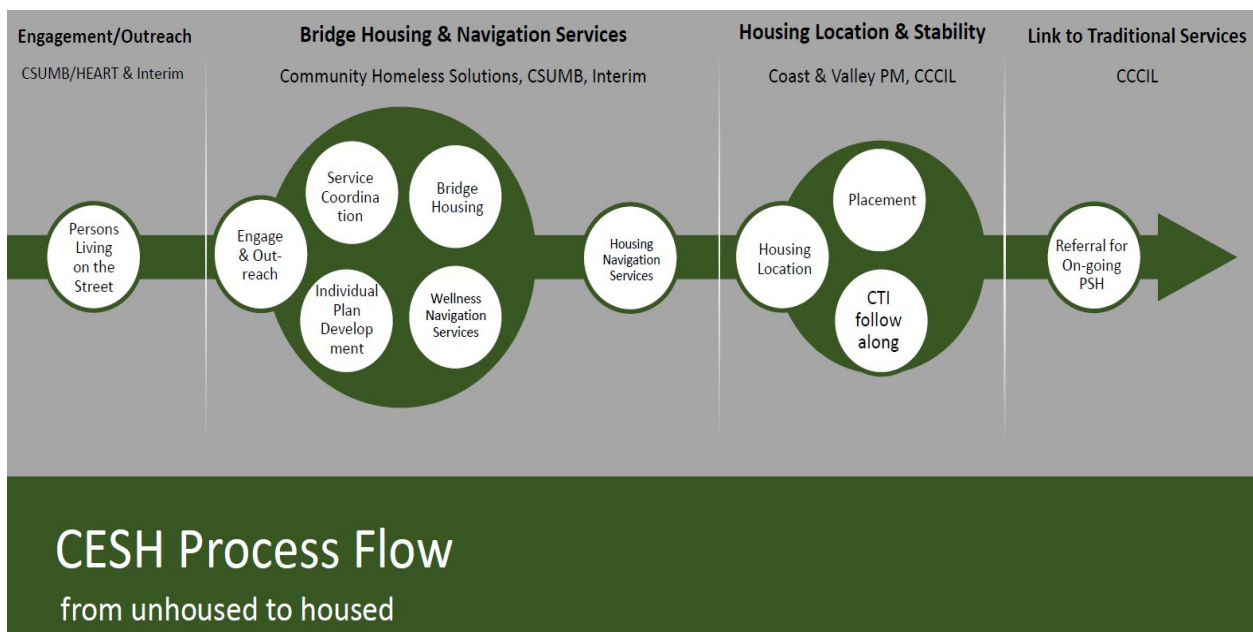 Engagement/Outreach
CSUMB/HEART & Interim
Bridge Housing & Navigation Services
Community Homeless Solutions, CSUMB, Interim
Housing Location & Stability
Coast & Valley PM, CCCIL
Link to Traditional Services
CCCIL
Persons
Living
on the
Street
Engage
& Out-
reach
Service
Coordina
tion
Bridge
Housing
Individual
Plan
Develop
ment
Wellness
Navigation
Services
Housing
Navigation
Services
Housing
Location
Placement
CTI
follow
along
Referral for
On-going
PSH
CESH Process Flow
from unhoused to housed